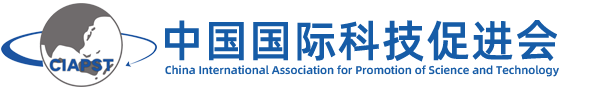 CIAPST
中国国际科技促进会
China International Association for Promotion of Science and Technology